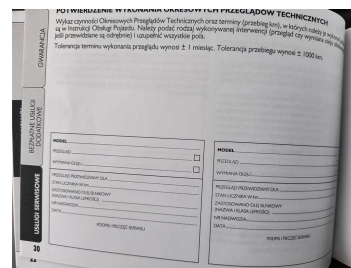 POTWIERDZENIE WYKONANIA OKRESOWYCH PRZEGLĄDÓW TECHNICZNYCH
Wykaz czynności Okresowych Przeglądów Technicznych oraz terminy (przebieg km), w których należy je
są w Instrukcji Obsługi Pojazdu. Należy podać rodzaj wykonywanej interwencji (przegląd czy wymiana oleju
jeśli przewidziane są odrębnie) i uzupełnić wszystkie pola.
Tolerancja terminu wykonania przeglądu wynosi ± 1 miesiąc. Tolerancja przebiegu wynosi ± 1000 km.
GWARANCJA
BEZPŁATNE USŁUGI
DODATKOWE
USŁUGI SERWISOWE
30
MODEL
PRZEGLĄD
WYMIANA OLEJU
PRZEGLĄD PRZEWIDZIANY DLA
STAN LICZNIKA W km
ZASTOSOWANO OLEJ SILNIKOWY
(NAZWA I KLASA LEPKOŚCI)
NR NADWOZIA
DATA
PODPIS I PIECZĘĆ SERWISU
MODEL
PRZEGLĄD
WYMIANA OLEJU
PRZEGLĄD PRZEWIDZIANY DLA
STAN LICZNIKA W km
ZASTOSOWANO OLEJ SILNIKOWY
(NAZWA I KLASA LEPKOŚCI)
NR NADWOZIA
DATA
PODPIS I PIECZĘĆ SERWISU